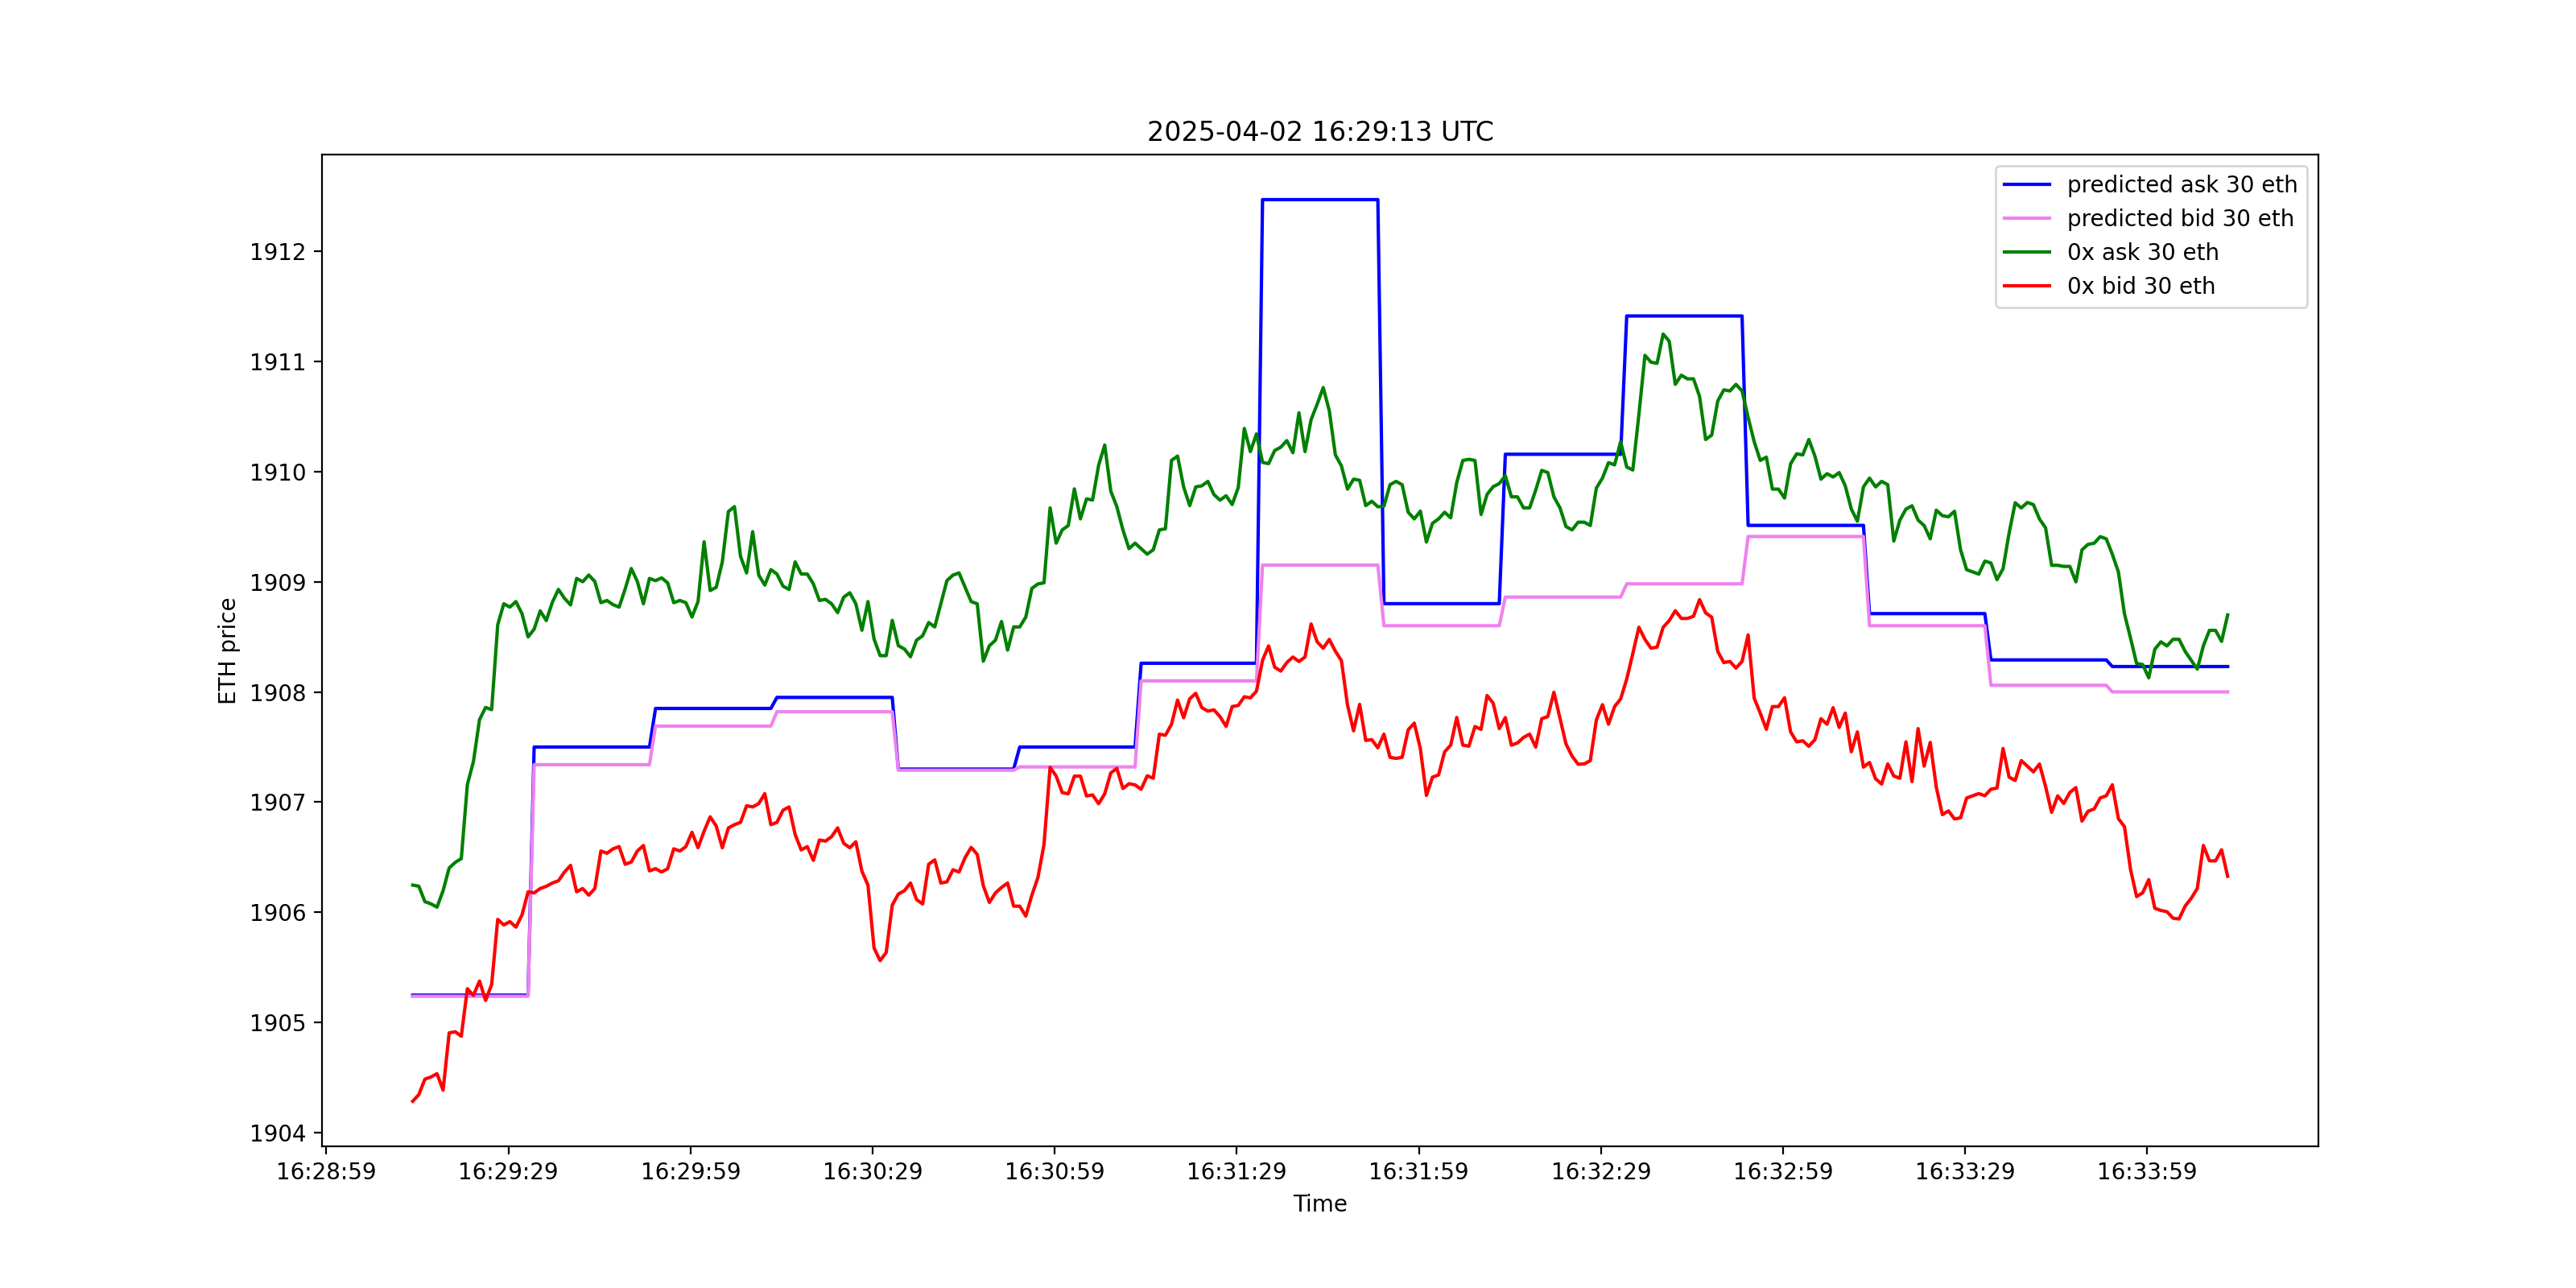 2025-04-02 16:29:13 UTC
predicted ask 30 eth
predicted bid 30 eth
0x ask 30 eth
0x bid 30 eth
ETH price
1912
1911
1910
1909
1908
1907
1906
1905
1904
16:28:59 16:29:29 16:29:59 16:30:29 16:30:59 16:31:29 16:31:59 16:32:29 16:32:59 16:33:29 16:33:59
Time